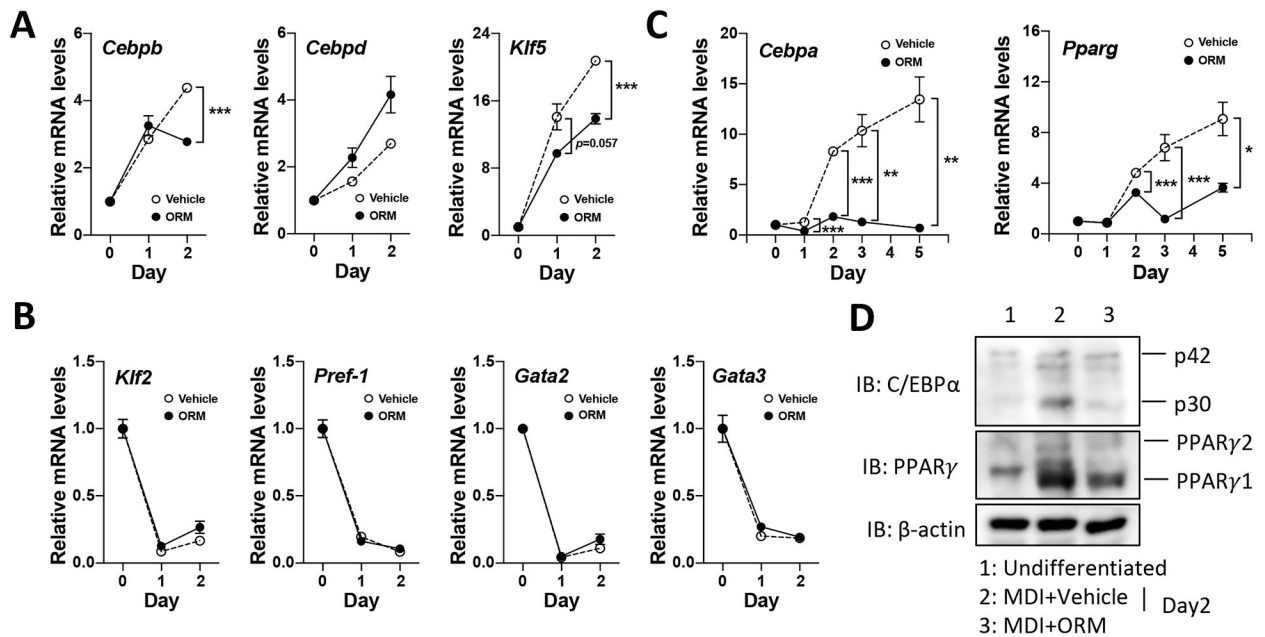 A
Cebpb
Relative mRNA levels
6
4
2
0
***
Vehicle
ORM
0 1 2
Day
Cebpd
Relative mRNA levels
6
4
2
0
Vehicle
ORM
0 1 2
Day
Klf5
Relative mRNA levels
24
16
8
0
***
p=0.057
Vehicle
ORM
0 1 2
Day
C
Cebpa
Relative mRNA levels
20
15
10
5
0
Vehicle
ORM
***
***
**
**
0 1 2 3 4 5
Day
Pparg
Relative mRNA levels
16
12
8
4
0
Vehicle
ORM
***
***
*
0 1 2 3 4 5
Day
B
Klf2
Relative mRNA levels
1.5
1.0
0.5
0.0
Vehicle
ORM
0 1 2
Day
Pref-1
Relative mRNA levels
1.5
1.0
0.5
0.0
Vehicle
ORM
0 1 2
Day
Gata2
Relative mRNA levels
1.5
1.0
0.5
0.0
Vehicle
ORM
0 1 2
Day
Gata3
Relative mRNA levels
1.5
1.0
0.5
0.0
Vehicle
ORM
0 1 2
Day
D
1 2 3
IB: C/EBPα
p42
p30
IB: PPARγ
PPARγ2
PPARγ1
IB: β-actin
1: Undifferentiated
2: MDI+Vehicle
3: MDI+ORM
Day2